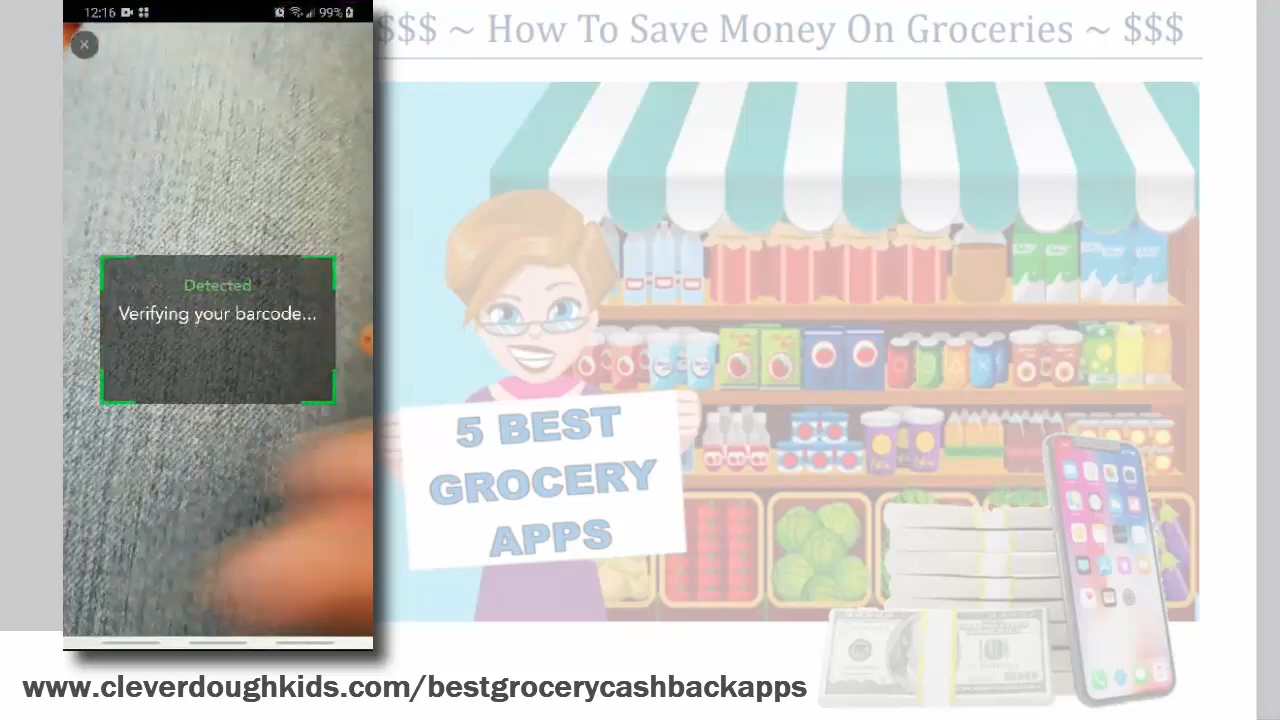 12:16
99%
$$$ ~ How To Save Money On Groceries ~ $$$
Detected
Verifying your barcode...
5 BEST
GROCERY
APPS
www.cleverdoughkids.com/bestgrocerycashbackapps